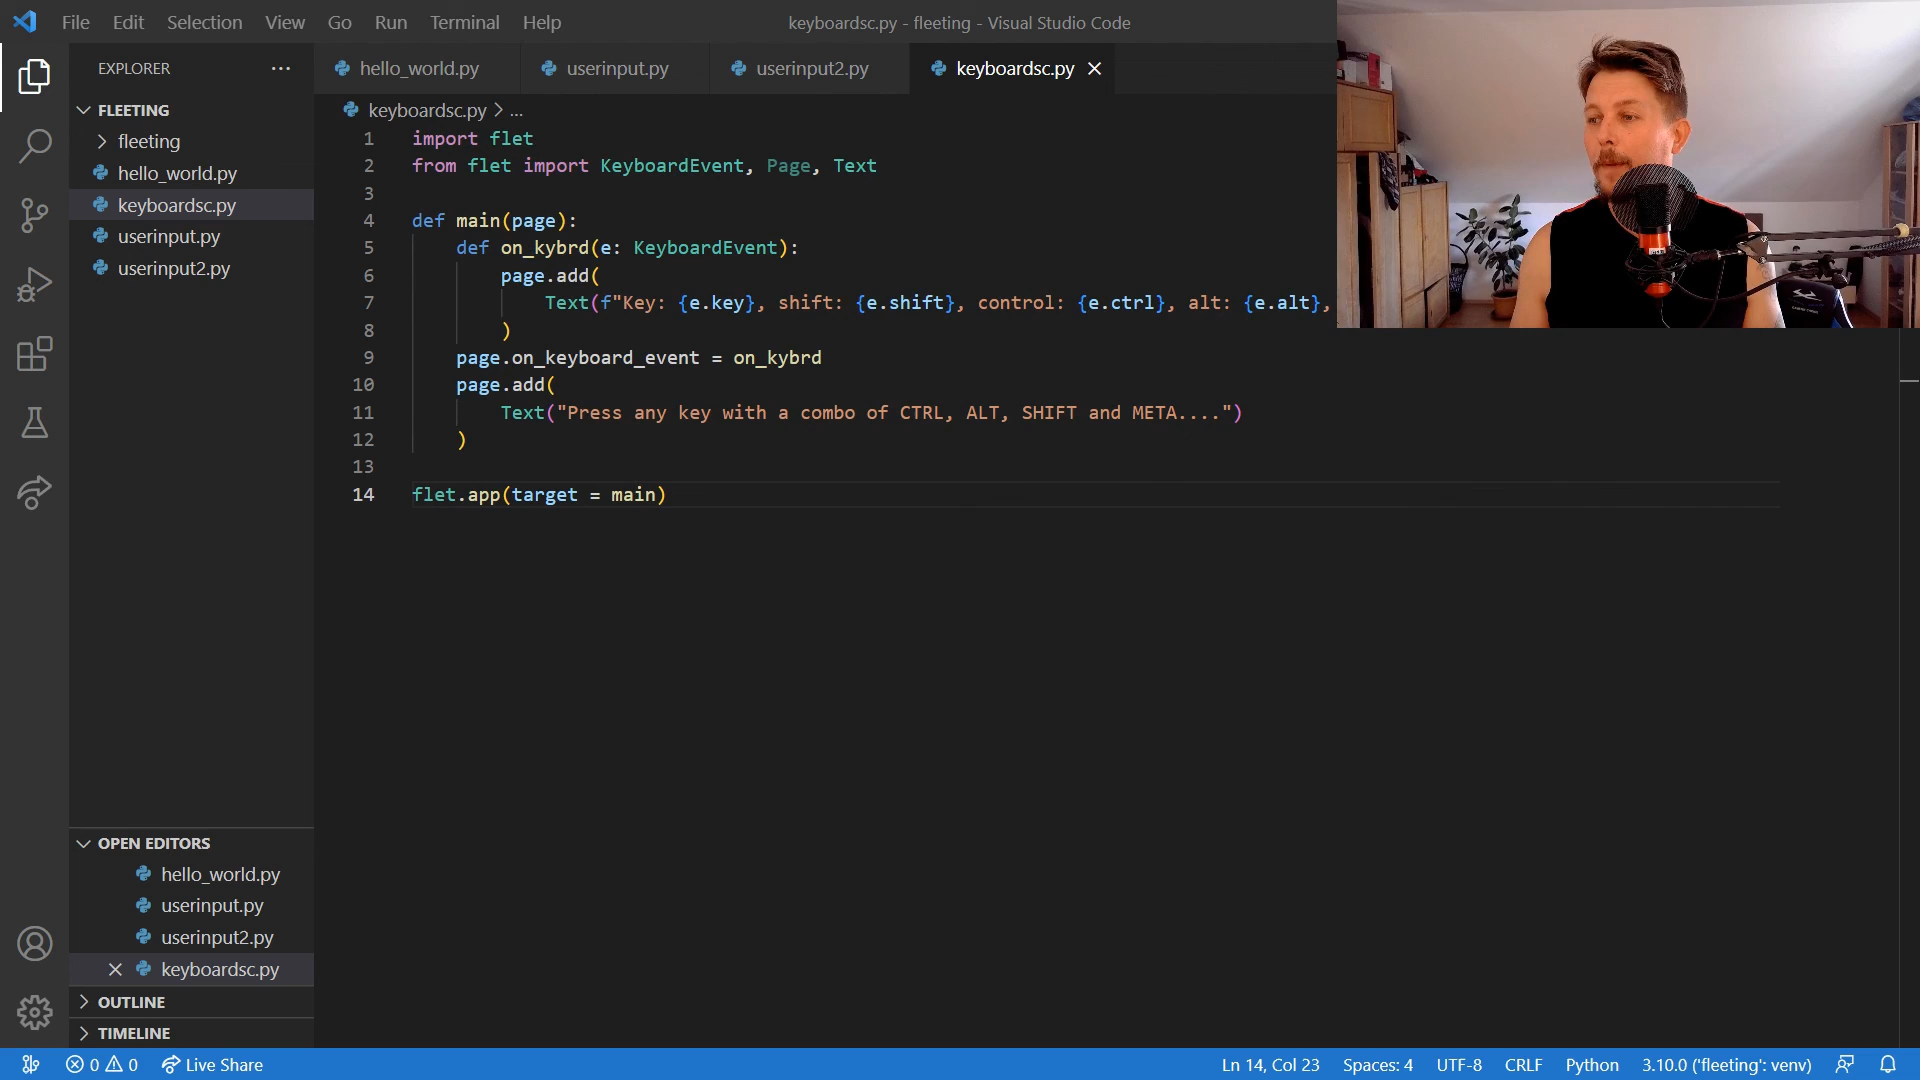 File Edit Selection View Go Run Terminal Help
keyboardsc.py - fleeting - Visual Studio Code
EXPLORER
hello_world.py
userinput.py
userinput2.py
keyboardsc.py
FLEETING
fleeting
hello_world.py
keyboardsc.py
userinput.py
userinput2.py
keyboardsc.py > ...
1 import flet
2 from flet import KeyboardEvent, Page, Text
3
4 def main(page):
5 def on_kybrd(e: KeyboardEvent):
6 page.add(
7 Text(f"Key: {e.key}, shift: {e.shift}, control: {e.ctrl}, alt: {e.alt},
8 )
9 page.on_keyboard_event = on_kybrd
10 page.add(
11 Text("Press any key with a combo of CTRL, ALT, SHIFT and META....")
12 )
13
14 flet.app(target = main)
OPEN EDITORS
hello_world.py
userinput.py
userinput2.py
keyboardsc.py
OUTLINE
TIMELINE
0 0 Live Share
Ln 14, Col 23 Spaces: 4 UTF-8 CRLF Python 3.10.0 ('fleeting': venv)